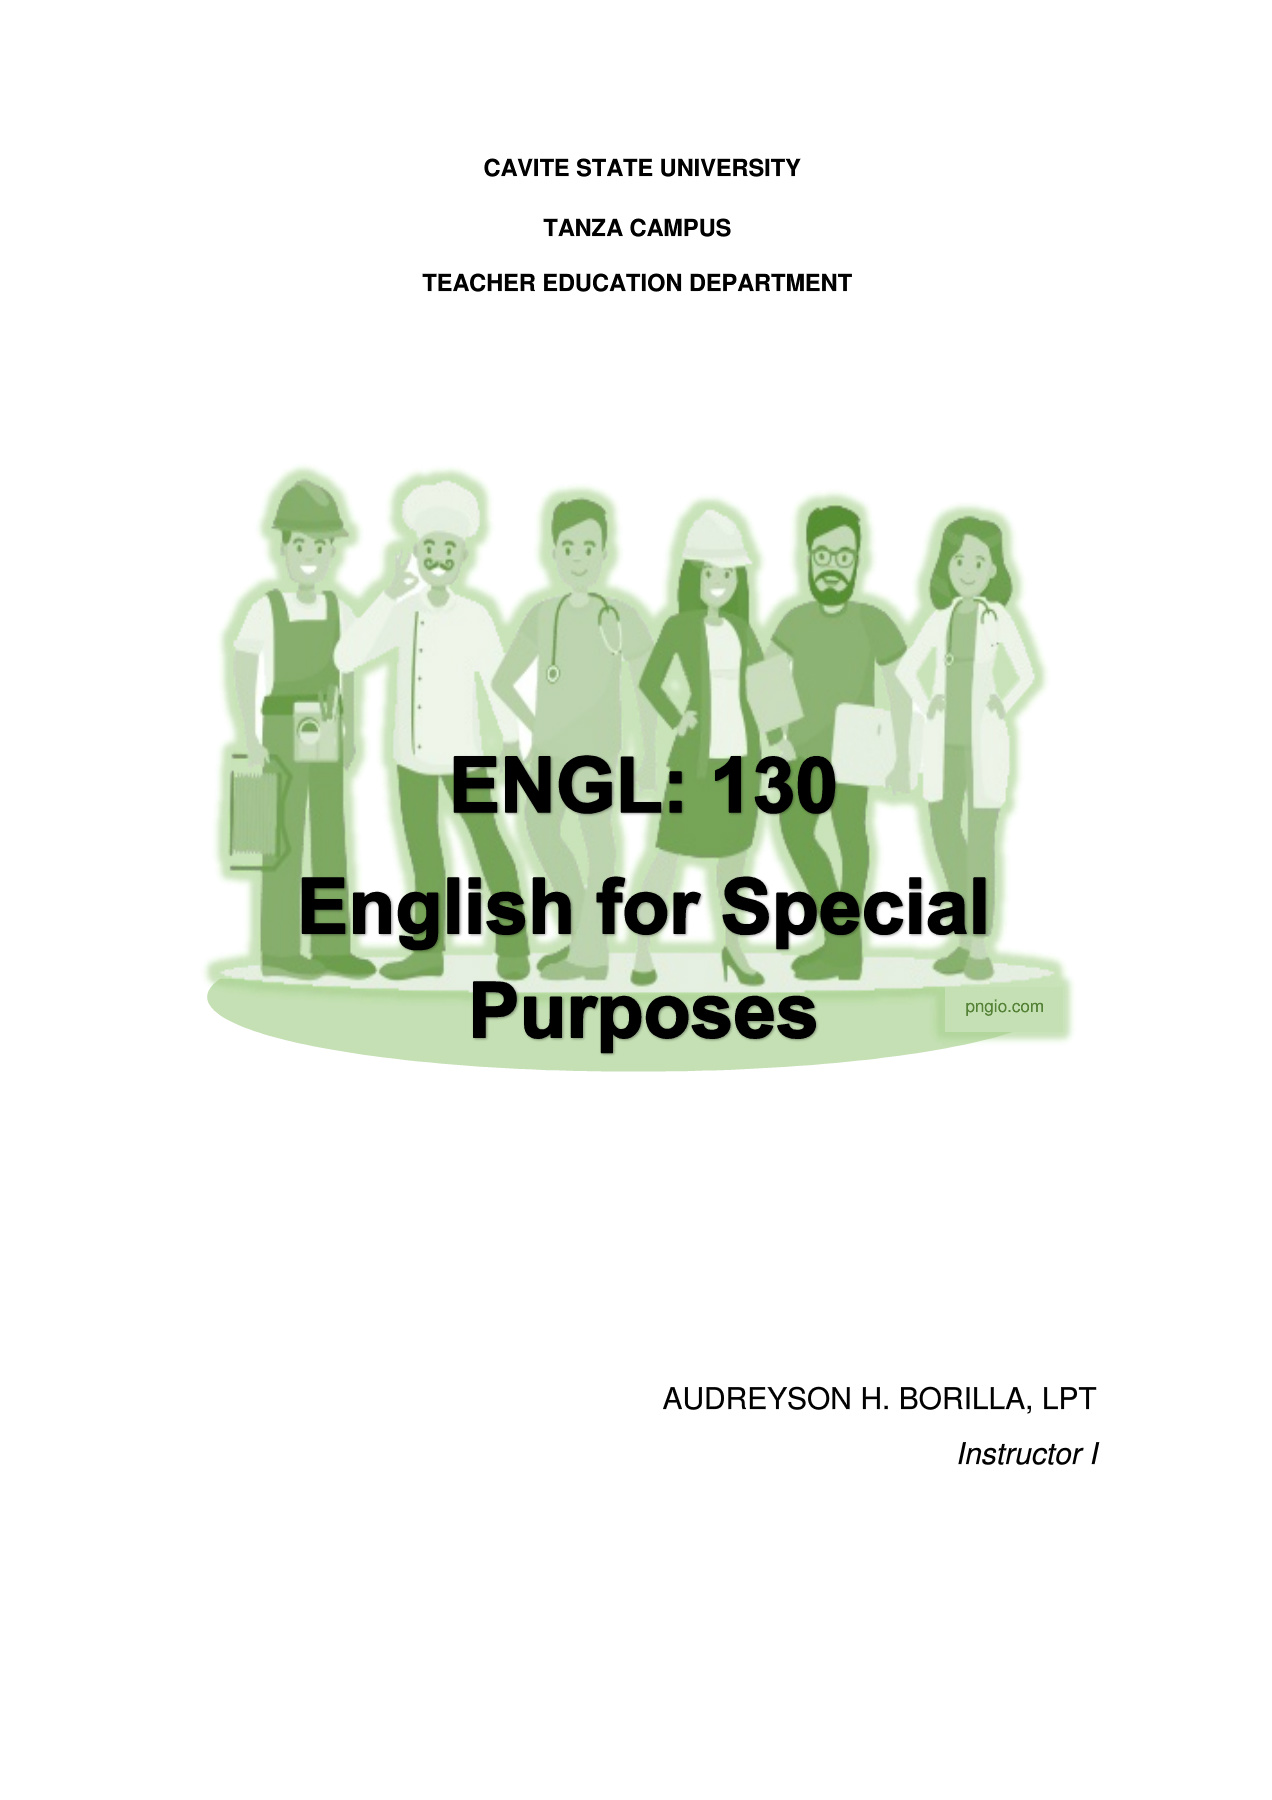 CAVITE STATE UNIVERSITY
TANZA CAMPUS
TEACHER EDUCATION DEPARTMENT
ENGL: 130
English for Special
Purposes
pngio.com
AUDREYSON H. BORILLA, LPT
Instructor I